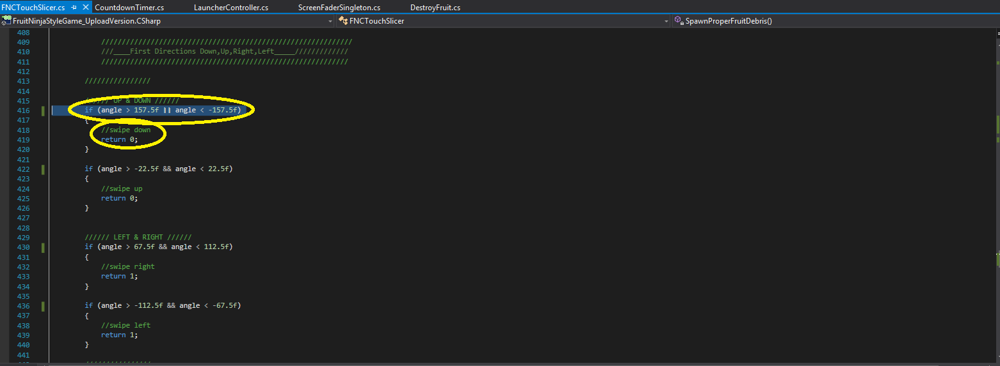 FNCTouchSlicer.cs CountdownTimer.cs LauncherController.cs ScreenFaderSingleton.cs DestroyFruit.cs
FruitNinjaStyleGame_UploadVersion.CSharp FNCTouchSlicer SpawnProperFruitDebris()
408
409 /////////////////////////////////////////////////////////////
410 ///____First Directions Down,Up,Right,Left_____/////////////
411 ////////////////////////////////////////////////////////////
412
413 ////////////////
414
415 ////// UP & DOWN //////
416 if (angle > 157.5f || angle < -157.5f)
417 {
418 //swipe down
419 return 0;
420 }
421
422 if (angle > -22.5f && angle < 22.5f)
423 {
424 //swipe up
425 return 0;
426 }
427
428
429 ////// LEFT & RIGHT //////
430 if (angle > 67.5f && angle < 112.5f)
431 {
432 //swipe right
433 return 1;
434 }
435
436 if (angle > -112.5f && angle < -67.5f)
437 {
438 //swipe left
439 return 1;
440 }
441